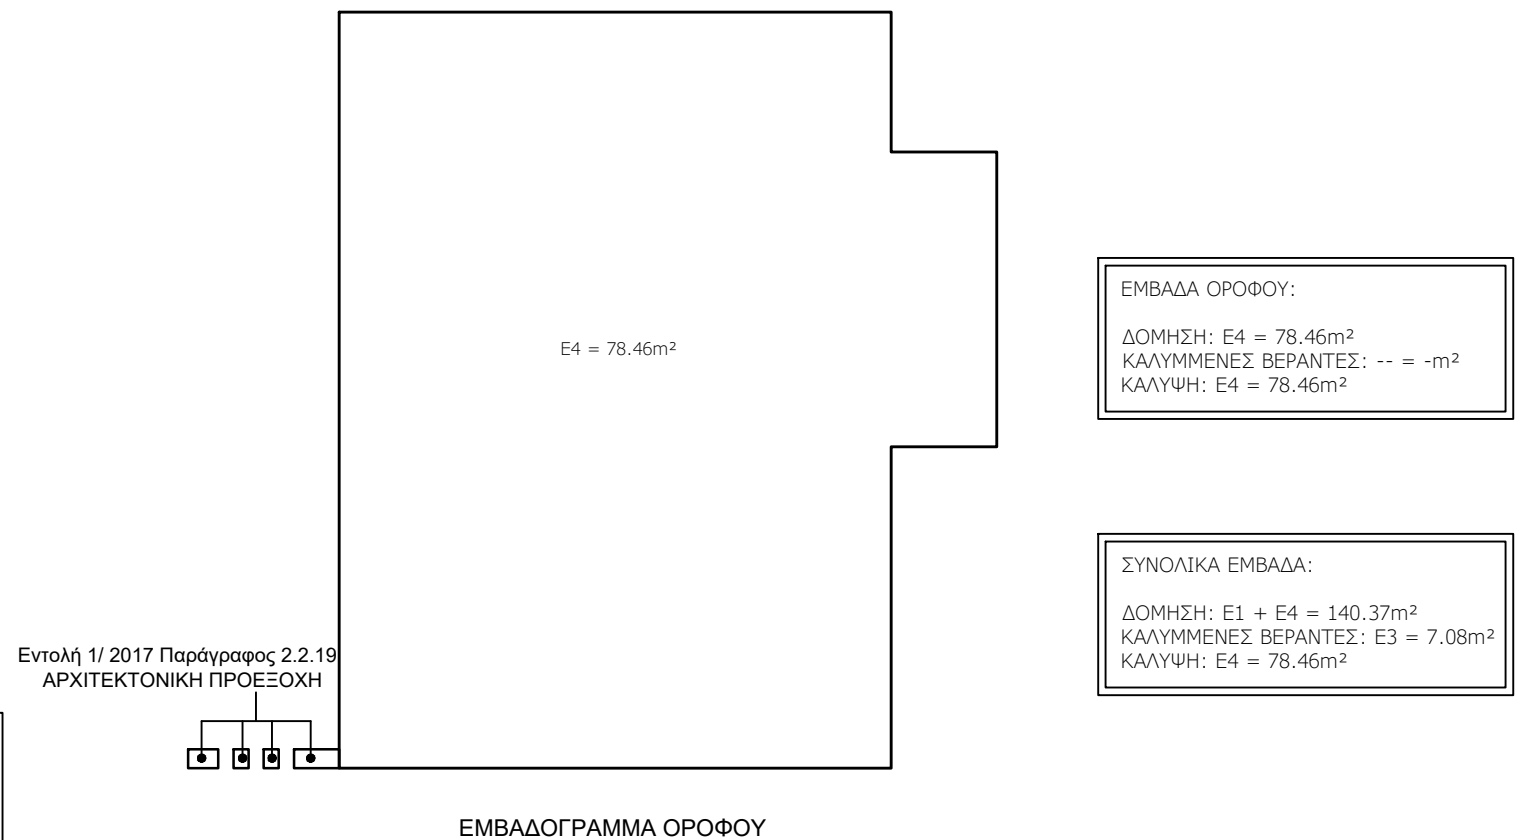 E4 = 78.46m²
ΕΜΒΑΔΑ ΟΡΟΦΟΥ:
ΔΟΜΗΣΗ: E4 = 78.46m²
ΚΑΛΥΜΜΕΝΕΣ ΒΕΡΑΝΤΕΣ: -- = -m²
ΚΑΛΥΨΗ: E4 = 78.46m²
ΣΥΝΟΛΙΚΑ ΕΜΒΑΔΑ:
ΔΟΜΗΣΗ: E1 + E4 = 140.37m²
ΚΑΛΥΜΜΕΝΕΣ ΒΕΡΑΝΤΕΣ: E3 = 7.08m²
ΚΑΛΥΨΗ: E4 = 78.46m²
Εντολή 1/ 2017 Παράγραφος 2.2.19
ΑΡΧΙΤΕΚΤΟΝΙΚΗ ΠΡΟΕΞΟΧΗ
ΕΜΒΑΔΟΓΡΑΜΜΑ ΟΡΟΦΟΥ